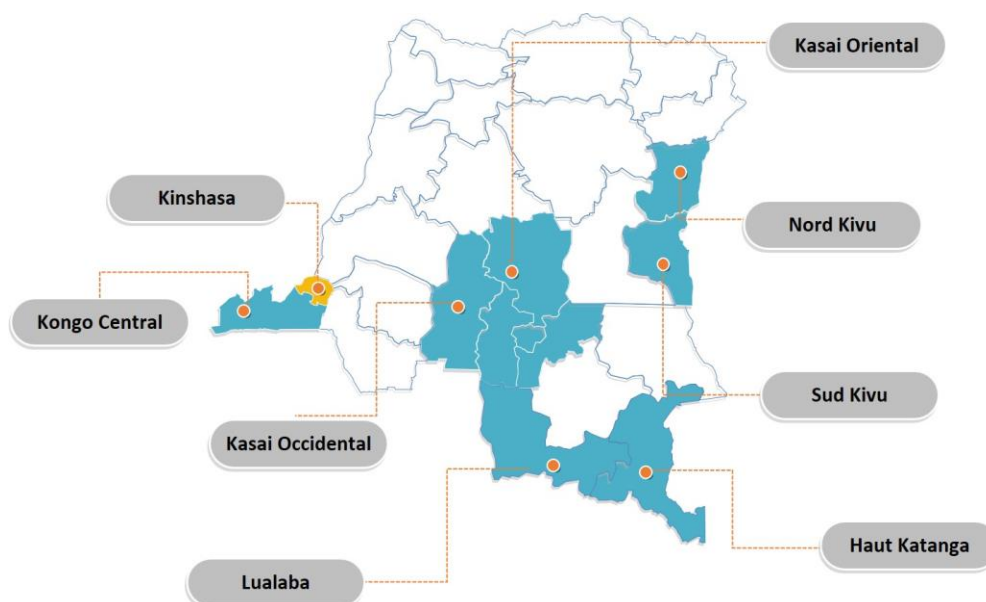 Kasai Oriental
Kinshasa
Nord Kivu
Kongo Central
Sud Kivu
Kasai Occidental
Haut Katanga
Lualaba